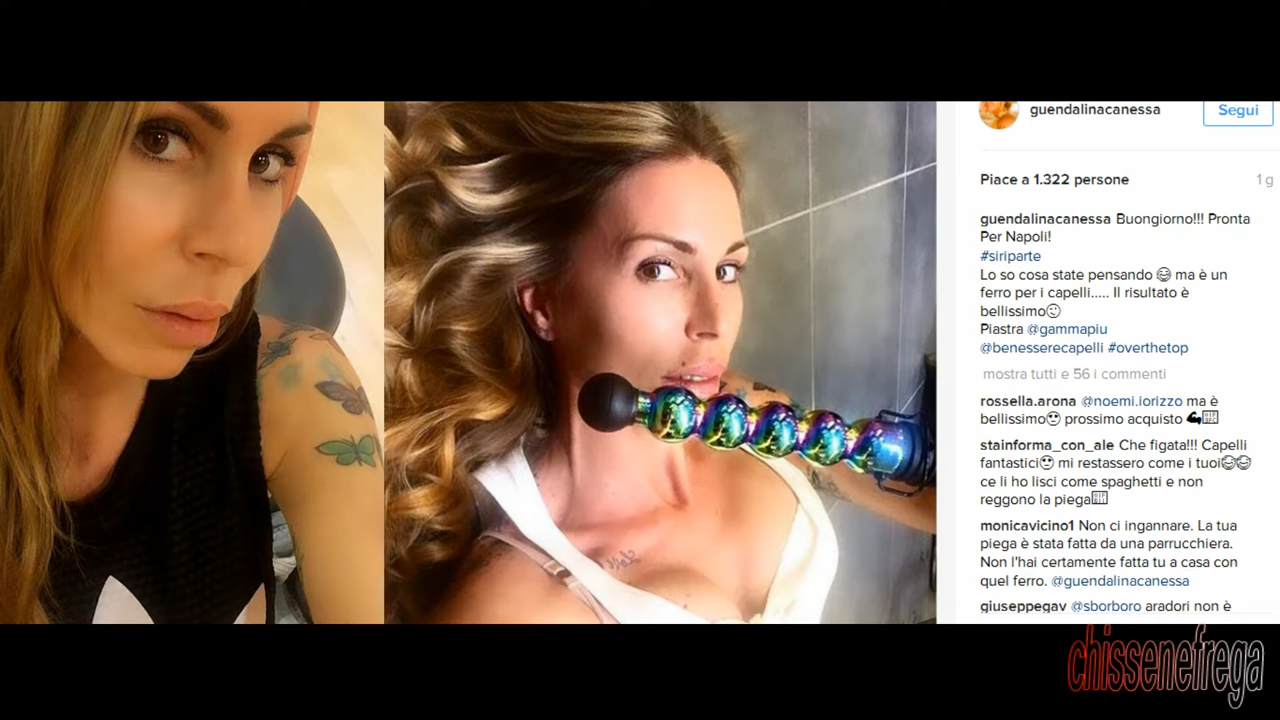 guendalinacanessa
Segui
Piace a 1.322 persone
1 g
guendalinacanessa Buongiorno!!! Pronta
Per Napoli!
#siriparte
Lo so cosa state pensando 😅 ma è un
ferro per i capelli..... Il risultato è
bellissimo😉
Piastra @gammapiu
@benesserecapelli #overthetop
mostra tutti e 56 i commenti
rossella.arona @noemi.iorizzo ma è
bellissimo😍 prossimo acquisto 💪
stainforma_con_ale Che figata!!! Capelli
fantastici😍 mi restassero come i tuoi😅😅
ce li ho lisci come spaghetti e non
reggono la piega
monicavicino1 Non ci ingannare. La tua
piega è stata fatta da una parrucchiera.
Non l'hai certamente fatta tu a casa con
quel ferro. @guendalinacanessa
giuseppegav @sborboro aradori non è
chissenefrega